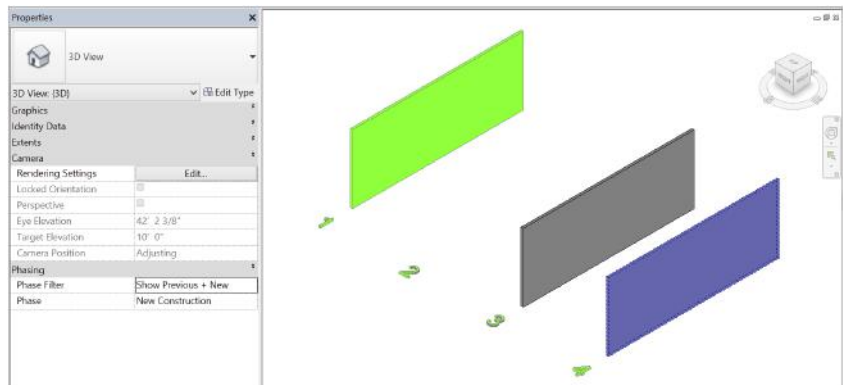 Properties
3D View
3D View: {3D}
Edit Type
Graphics
Identity Data
Extents
Camera
Rendering Settings Edit...
Locked Orientation
Perspective
Eye Elevation 42' 2 3/8"
Target Elevation 10' 0"
Camera Position Adjusting
Phasing
Phase Filter Show Previous + New
Phase New Construction
1
2
3
4